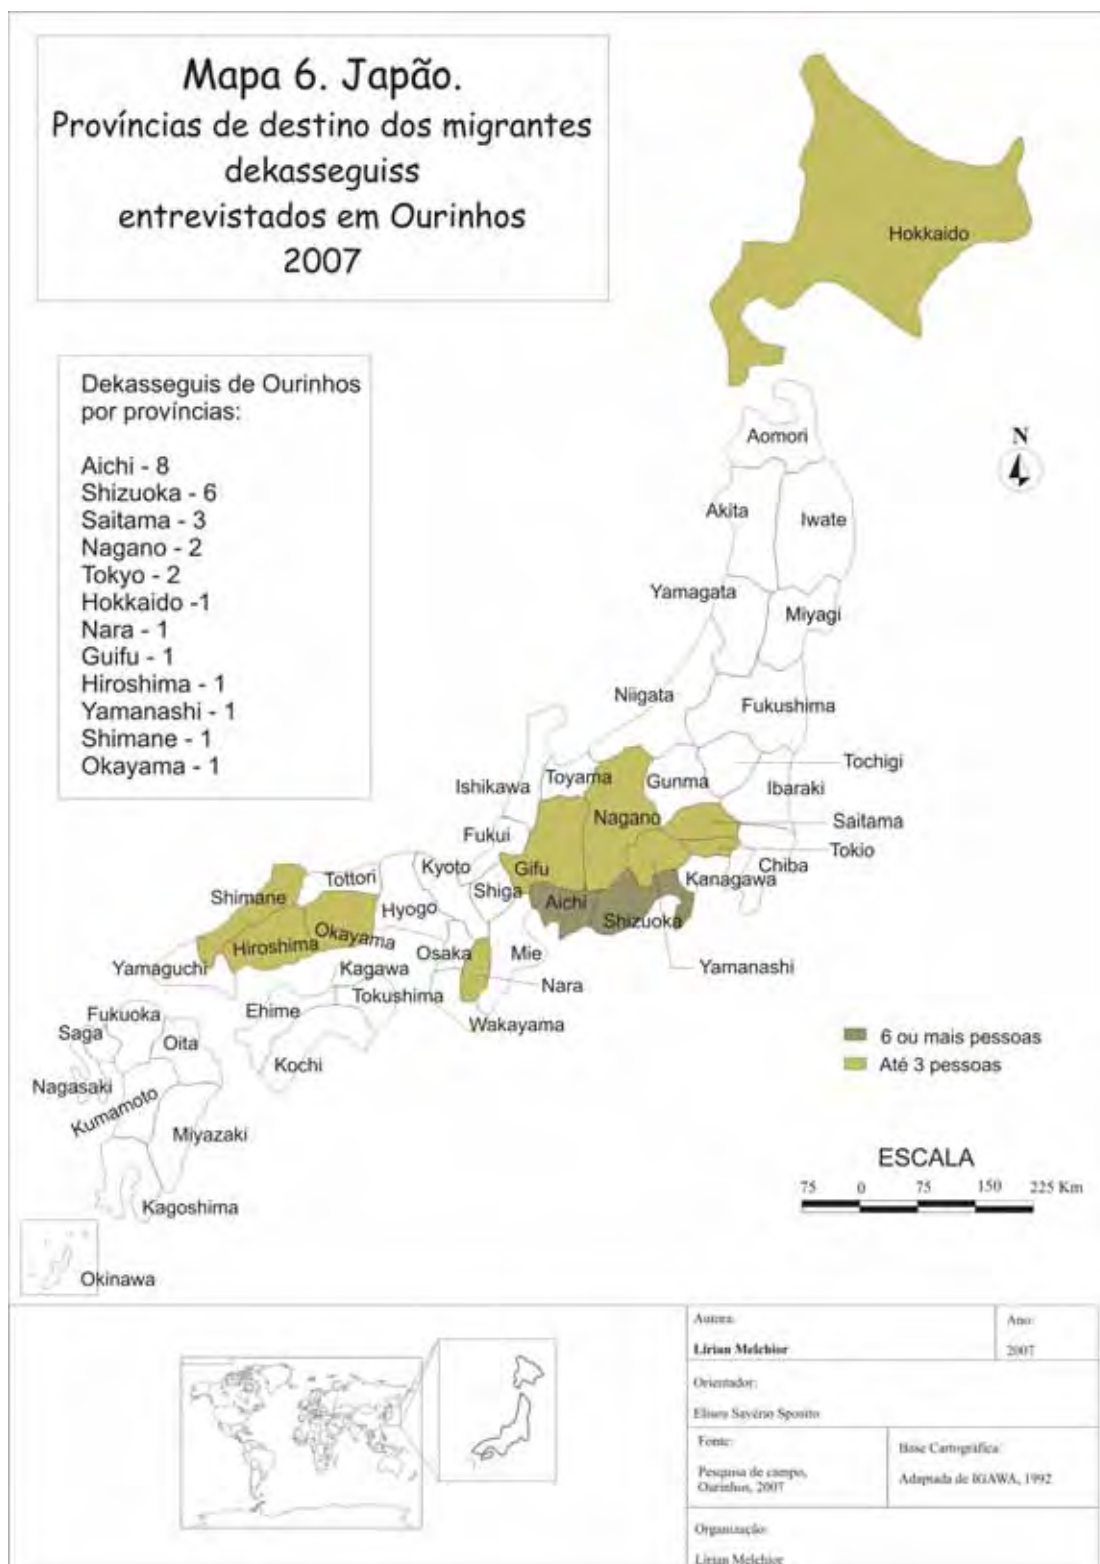 Mapa 6. Japão.
Províncias de destino dos migrantes
dekasseguiss
entrevistados em Ourinhos
2007
Dekasseguis de Ourinhos
por províncias:
Aichi - 8
Shizuoka - 6
Saitama - 3
Nagano - 2
Tokyo - 2
Hokkaido -1
Nara - 1
Guifu - 1
Hiroshima - 1
Yamanashi - 1
Shimane - 1
Okayama - 1
Hokkaido
Aomori
N
Akita
Iwate
Yamagata
Miyagi
Niigata
Fukushima
Tochigi
Toyama
Gunma
Ishikawa
Ibaraki
Nagano
Saitama
Fukui
Tokio
Kyoto
Gifu
Chiba
Tottori
Kanagawa
Shimane
Shiga
Aichi
Hyogo
Shizuoka
Okayama
Hiroshima
Osaka
Mie
Yamaguchi
Kagawa
Yamanashi
Nara
Tokushima
Ehime
Fukuoka
Wakayama
Saga
Oita
Kochi
Nagasaki
Kumamoto
Miyazaki
Kagoshima
Okinawa
6 ou mais pessoas
Até 3 pessoas
ESCALA
75 0 75 150 225 Km
Autora:
Lírian Melchior
Ano:
2007
Orientador:
Eliseu Savério Sposito
Fonte:
Pesquisa de campo,
Ourinhos, 2007
Base Cartográfica:
Adaptada de IGAWA, 1992
Organização:
Lírian Melchior